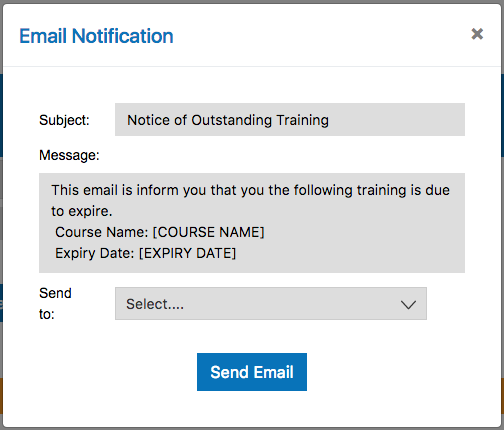 Email Notification ×
Subject: Notice of Outstanding Training
Message:
This email is inform you that you the following training is due
to expire.
Course Name: [COURSE NAME]
Expiry Date: [EXPIRY DATE]
Send
to: Select....
Send Email